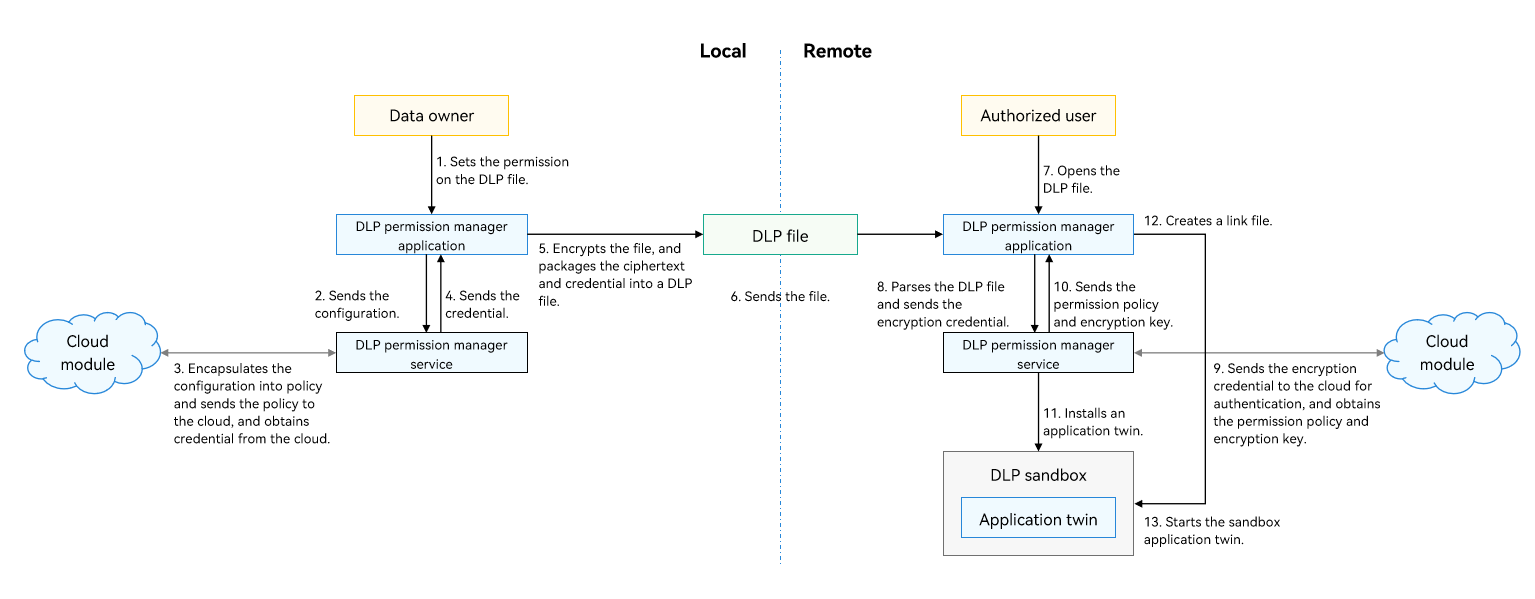 Local
Remote
Data owner
Authorized user
1. Sets the permission
on the DLP file.
7. Opens the
DLP file.
DLP permission manager
application
DLP file
DLP permission manager
application
12. Creates a link file.
5. Encrypts the file, and
packages the ciphertext
and credential into a DLP
file.
2. Sends the
configuration.
4. Sends the
credential.
6. Sends the file.
8. Parses the DLP file
and sends the
encryption credential.
10. Sends the
permission policy
and encryption key.
Cloud
module
DLP permission manager
service
DLP permission manager
service
Cloud
module
3. Encapsulates the
configuration into policy
and sends the policy to
the cloud, and obtains
credential from the cloud.
9. Sends the encryption
credential to the cloud for
authentication, and obtains
the permission policy and
encryption key.
11. Installs an
application twin.
DLP sandbox
Application twin
13. Starts the sandbox
application twin.